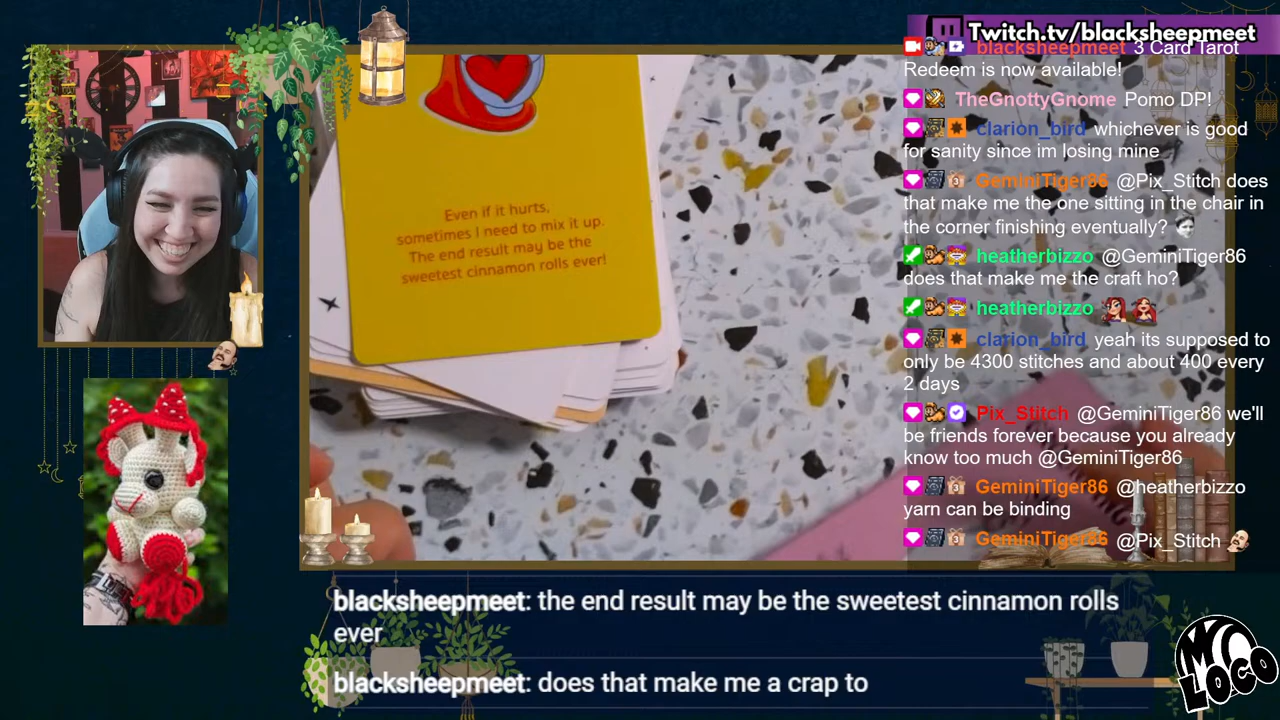 Twitch.tv/blacksheepmeet
blacksheepmeet 3 Card Tarot
Redeem is now available!
TheGnottyGnome Pomo DP!
clarion_bird whichever is good
for sanity since im losing mine
GeminiTiger86 @Pix_Stitch does
that make me the one sitting in the chair in
the corner finishing eventually?
heatherbizzo @GeminiTiger86
does that make me the craft ho?
heatherbizzo
clarion_bird yeah its supposed to
only be 4300 stitches and about 400 every
2 days
Pix_Stitch @GeminiTiger86 we'll
be friends forever because you already
know too much @GeminiTiger86
GeminiTiger86 @heatherbizzo
yarn can be binding
GeminiTiger86 @Pix_Stitch
Even if it hurts,
sometimes I need to mix it up.
The end result may be the
sweetest cinnamon rolls ever!
blacksheepmeet: the end result may be the sweetest cinnamon rolls
ever
blacksheepmeet: does that make me a crap to
MC
LOCO